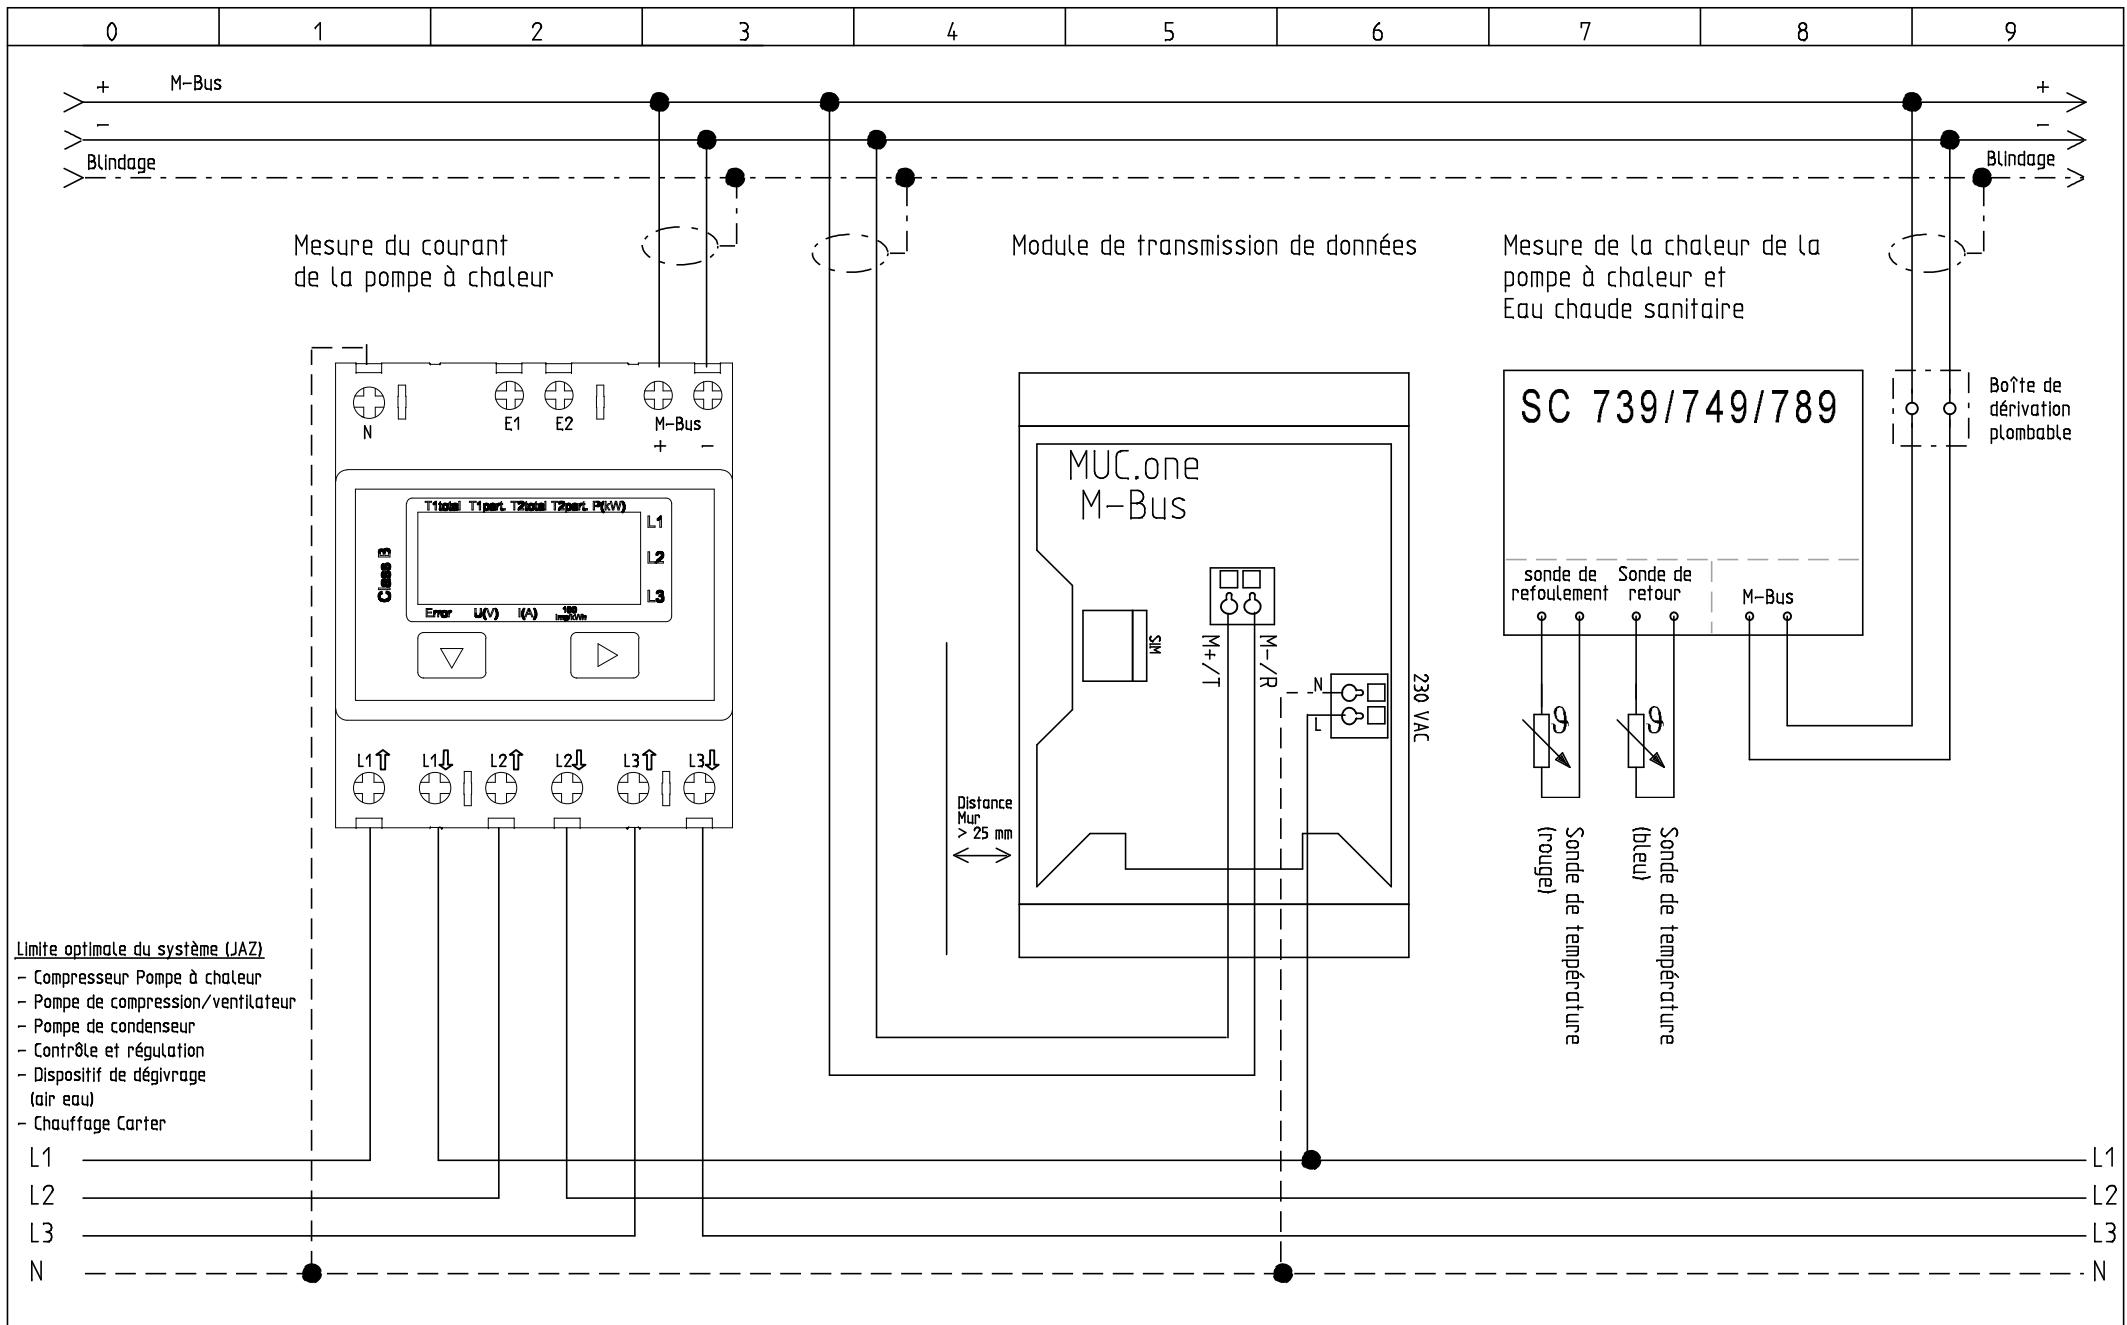 0 1 2 3 4 5 6 7 8 9
+ M-Bus +
- -
Blindage Blindage
Mesure du courant
de la pompe à chaleur
Module de transmission de données
Mesure de la chaleur de la
pompe à chaleur et
Eau chaude sanitaire
N E1 E2 M-Bus
+ -
T1total T1part. T2total T2part. P(kW)
L1
L2
L3
Class B
Error U(V) I(A) 100
imp/kWh
L1 L1 L2 L2 L3 L3
MUC.one
M-Bus
SIM
M+/T
M-/R
N
L
230 VAC
Distance
Mur
> 25 mm
SC 739/749/789
sonde de
refoulement
Sonde de
retour
M-Bus
Boîte de
dérivation
plombable
ϑ ϑ
Sonde de température
(rouge)
Sonde de température
(bleu)
Limite optimale du système (JAZ)
- Compresseur Pompe à chaleur
- Pompe de compression/ventilateur
- Pompe de condenseur
- Contrôle et régulation
- Dispositif de dégivrage
(air eau)
- Chauffage Carter
L1 L1
L2 L2
L3 L3
N N